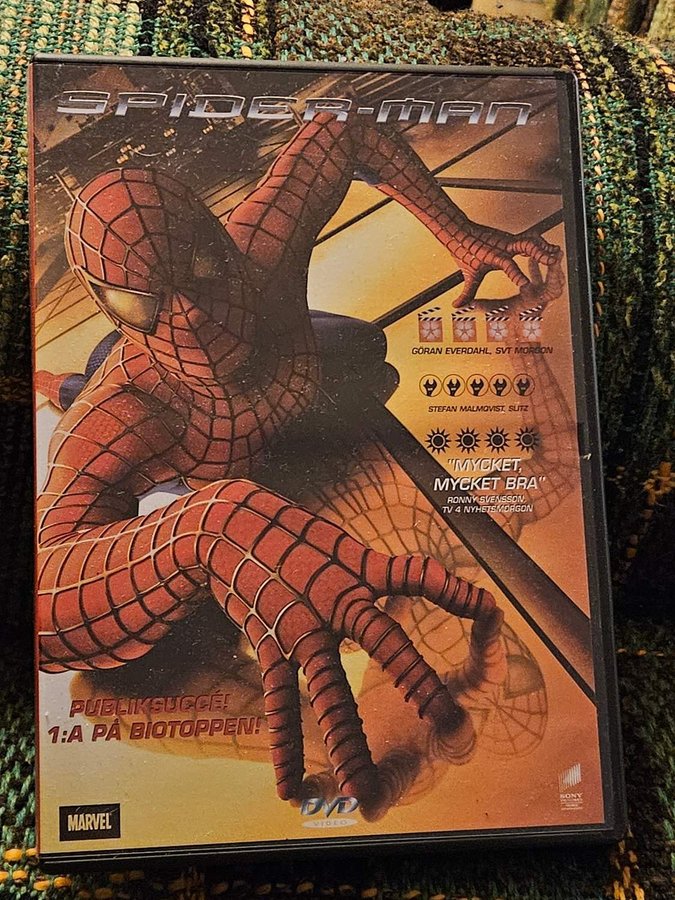 SPIDER-MAN
GÖRAN EVERDAHL, SVT MORGON
STEFAN MALMQVIST, SLITZ
"MYCKET,
MYCKET BRA"
RONNY SVENSSON,
TV 4 NYHETSMORGON
PUBLIKSUCCÉ!
1:A PÅ BIOTOPPEN!
MARVEL
DVD
VIDEO
SONY